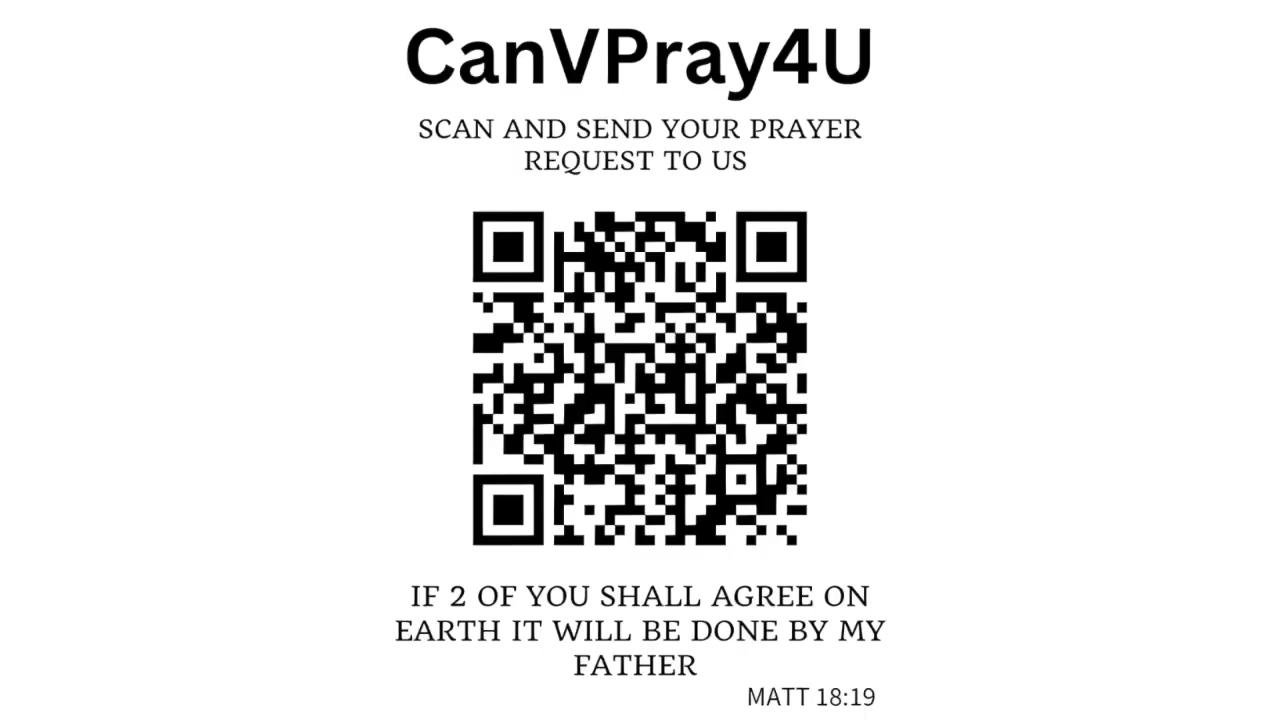 CanVPray4U
SCAN AND SEND YOUR PRAYER
REQUEST TO US
IF 2 OF YOU SHALL AGREE ON
EARTH IT WILL BE DONE BY MY
FATHER
MATT 18:19